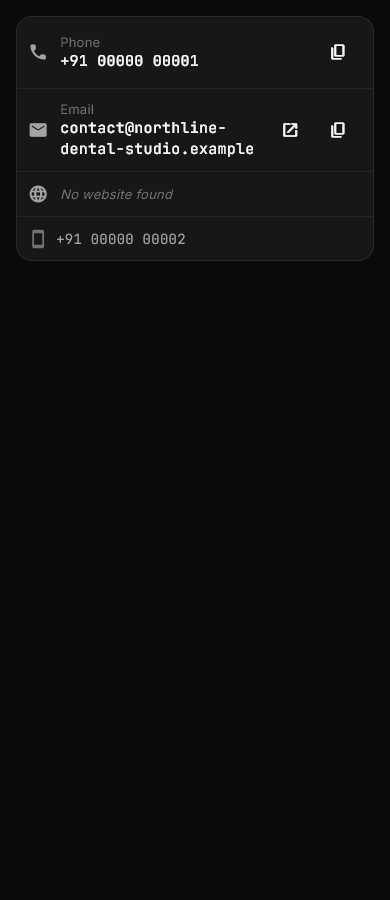 Phone
+91 00000 00001
Email
contact@northline-
dental-studio.example
No website found
+91 00000 00002